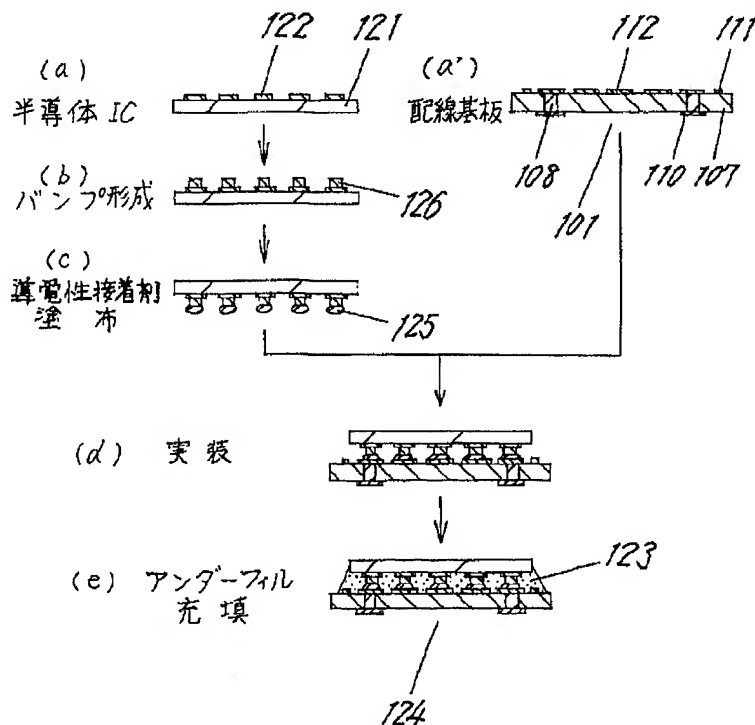 122
121
112
111
(a)
半導体 IC
(a')
配線基板
108
110
107
101
(b)
バンプ形成
126
(c)
導電性接着剤
塗布
125
(d) 実装
(e) アンダーフィル
充填
123
124